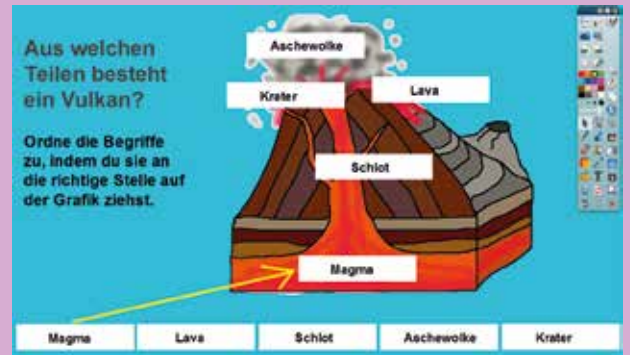 Aus welchen
Teilen besteht
ein Vulkan?
Ordne die Begriffe
zu, indem du sie an
die richtige Stelle auf
der Grafik ziehst.
Aschewolke
Krater
Lava
Schlot
Magma
Magma Lava Schlot Aschewolke Krater